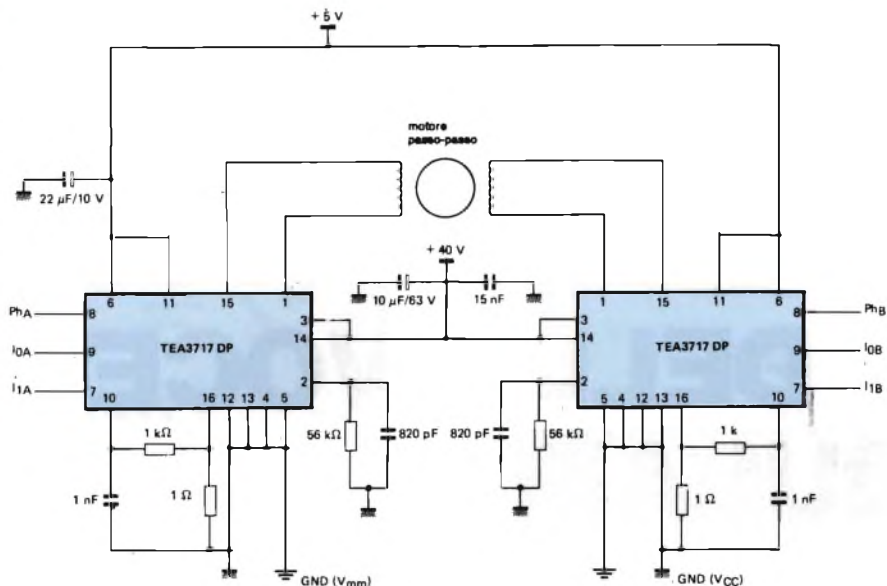 + 5 V
motore
passo-passo
22 µF/10 V
+ 40 V
10 µF/63 V
15 nF
6
11
15
1
PhA
8
I0A
9
I1A
7
TEA3717 DP
3
14
2
10
16
12
13
4
5
1 kΩ
1 nF
1 Ω
56 kΩ
820 pF
GND (Vmm)
1
15
11
6
3
14
2
TEA3717 DP
8
PhB
9
I0B
7
I1B
5
4
12
13
16
10
820 pF
56 kΩ
1 k
1 Ω
1 nF
GND (VCC)